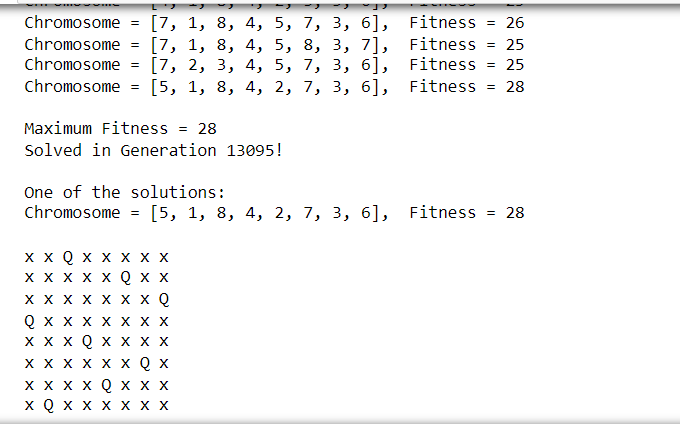 Chromosome = [7, 1, 8, 4, 5, 7, 3, 6], Fitness = 26
Chromosome = [7, 1, 8, 4, 5, 8, 3, 7], Fitness = 25
Chromosome = [7, 2, 3, 4, 5, 7, 3, 6], Fitness = 25
Chromosome = [5, 1, 8, 4, 2, 7, 3, 6], Fitness = 28
Maximum Fitness = 28
Solved in Generation 13095!
One of the solutions:
Chromosome = [5, 1, 8, 4, 2, 7, 3, 6], Fitness = 28
x x Q x x x x x
x x x x x Q x x
x x x x x x x Q
Q x x x x x x x
x x x Q x x x x
x x x x x x Q x
x x x x Q x x x
x Q x x x x x x